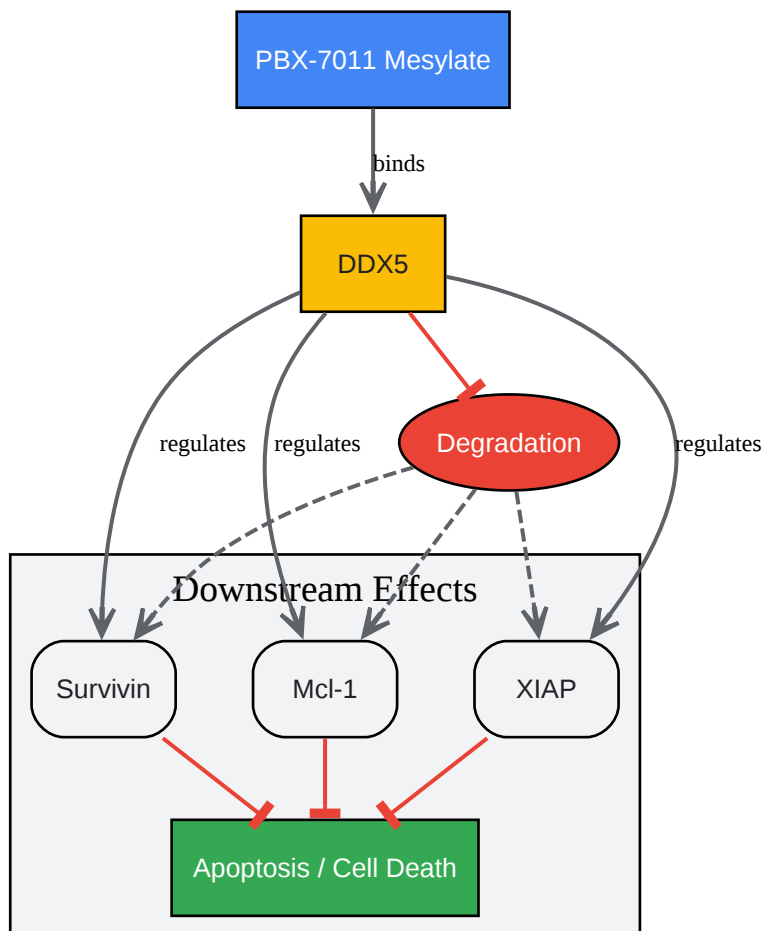 PBX-7011 Mesylate
binds
DDX5
regulates
regulates
Degradation
regulates
Downstream Effects
Survivin
Mcl-1
XIAP
Apoptosis / Cell Death